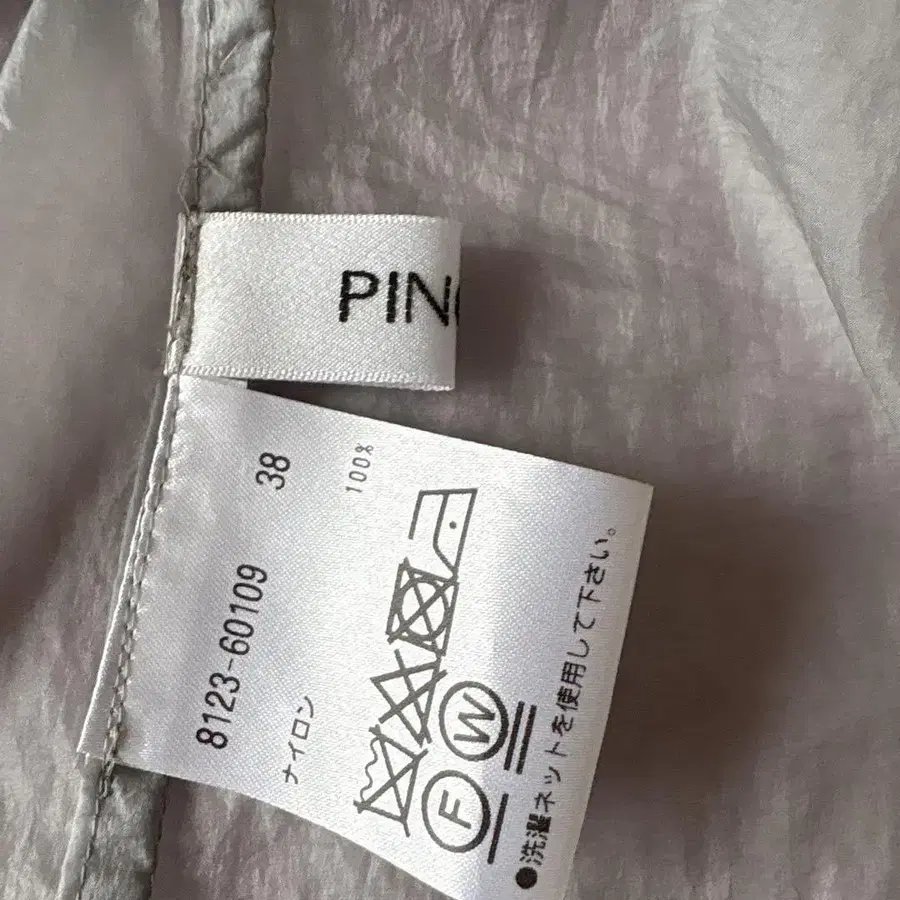 PIN
8123-60109 38
ナイロン 100%
F W
●洗濯ネットを使用して下さい。